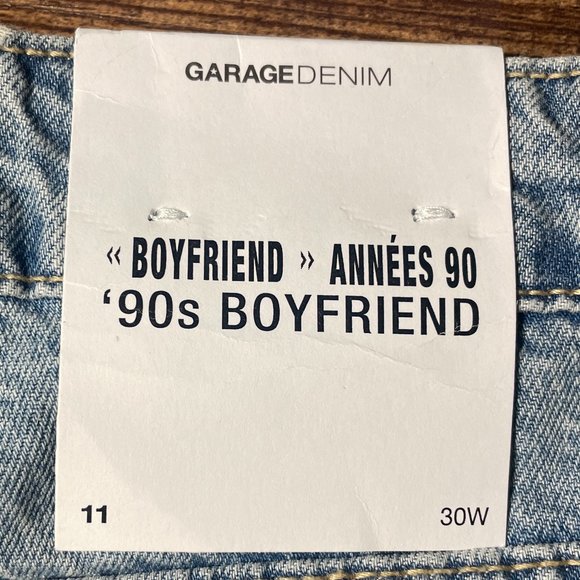 GARAGEDENIM
« BOYFRIEND » ANNÉES 90
‘90s BOYFRIEND
11
30W